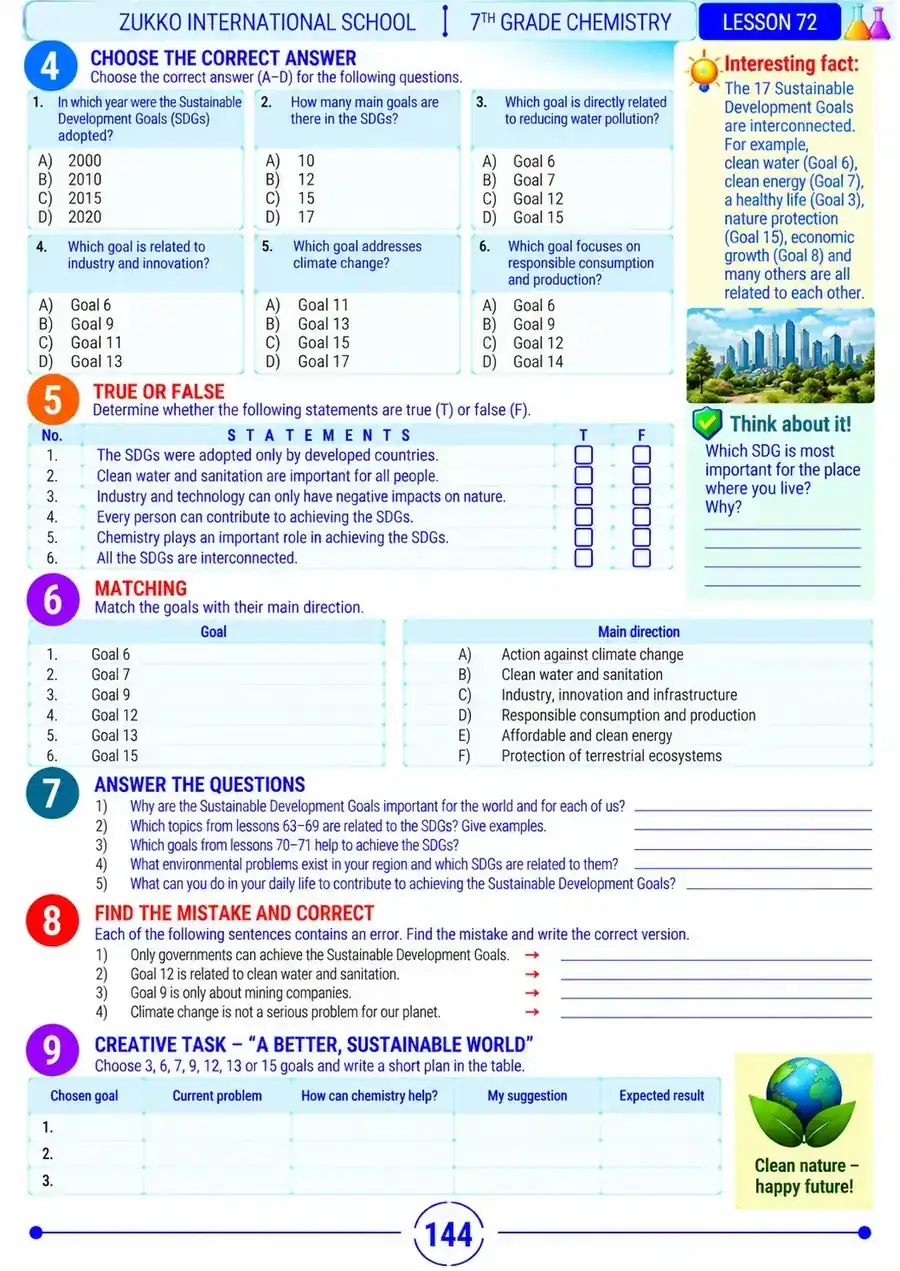 ZUKKO INTERNATIONAL SCHOOL
7TH GRADE CHEMISTRY
LESSON 72
4
CHOOSE THE CORRECT ANSWER
Choose the correct answer (A–D) for the following questions.
1. In which year were the Sustainable
Development Goals (SDGs)
adopted?
A) 2000
B) 2010
C) 2015
D) 2020
2. How many main goals are
there in the SDGs?
A) 10
B) 12
C) 15
D) 17
3. Which goal is directly related
to reducing water pollution?
A) Goal 6
B) Goal 7
C) Goal 12
D) Goal 15
4. Which goal is related to
industry and innovation?
A) Goal 6
B) Goal 9
C) Goal 11
D) Goal 13
5. Which goal addresses
climate change?
A) Goal 11
B) Goal 13
C) Goal 15
D) Goal 17
6. Which goal focuses on
responsible consumption
and production?
A) Goal 6
B) Goal 9
C) Goal 12
D) Goal 14
Interesting fact:
The 17 Sustainable
Development Goals
are interconnected.
For example,
clean water (Goal 6),
clean energy (Goal 7),
a healthy life (Goal 3),
nature protection
(Goal 15), economic
growth (Goal 8) and
many others are all
related to each other.
5
TRUE OR FALSE
Determine whether the following statements are true (T) or false (F).
No. STATEMENTS T F
1. The SDGs were adopted only by developed countries.
2. Clean water and sanitation are important for all people.
3. Industry and technology can only have negative impacts on nature.
4. Every person can contribute to achieving the SDGs.
5. Chemistry plays an important role in achieving the SDGs.
6. All the SDGs are interconnected.
Think about it!
Which SDG is most
important for the place
where you live?
Why?
6
MATCHING
Match the goals with their main direction.
Goal
1. Goal 6
2. Goal 7
3. Goal 9
4. Goal 12
5. Goal 13
6. Goal 15
Main direction
A) Action against climate change
B) Clean water and sanitation
C) Industry, innovation and infrastructure
D) Responsible consumption and production
E) Affordable and clean energy
F) Protection of terrestrial ecosystems
7
ANSWER THE QUESTIONS
1) Why are the Sustainable Development Goals important for the world and for each of us?
2) Which topics from lessons 63–69 are related to the SDGs? Give examples.
3) Which goals from lessons 70–71 help to achieve the SDGs?
4) What environmental problems exist in your region and which SDGs are related to them?
5) What can you do in your daily life to contribute to achieving the Sustainable Development Goals?
8
FIND THE MISTAKE AND CORRECT
Each of the following sentences contains an error. Find the mistake and write the correct version.
1) Only governments can achieve the Sustainable Development Goals. →
2) Goal 12 is related to clean water and sanitation. →
3) Goal 9 is only about mining companies. →
4) Climate change is not a serious problem for our planet. →
9
CREATIVE TASK – “A BETTER, SUSTAINABLE WORLD”
Choose 3, 6, 7, 9, 12, 13 or 15 goals and write a short plan in the table.
Chosen goal Current problem How can chemistry help? My suggestion Expected result
1.
2.
3.
Clean nature –
happy future!
144